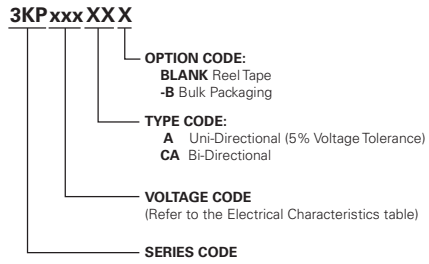 3KPxxxXXX
OPTION CODE:
BLANK Reel Tape
-B Bulk Packaging
TYPE CODE:
A Uni-Directional (5% Voltage Tolerance)
CA Bi-Directional
VOLTAGE CODE
(Refer to the Electrical Characteristics table)
SERIES CODE